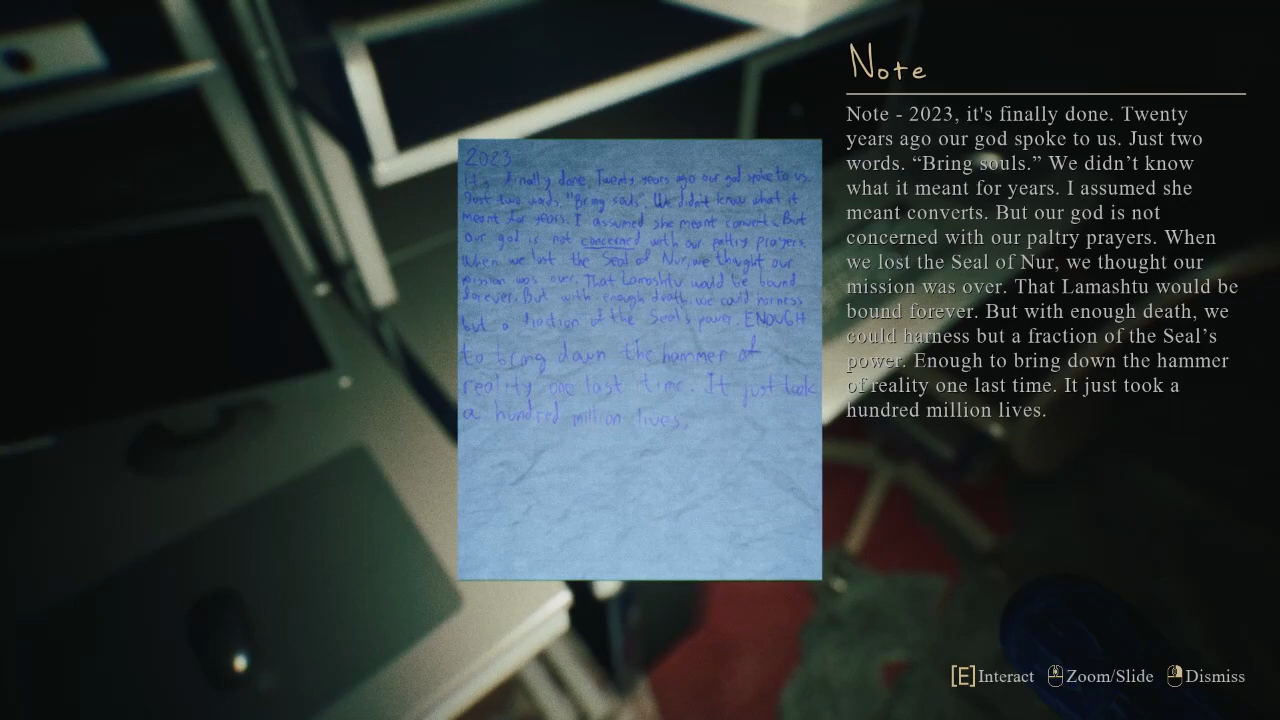 Note
Note - 2023, it's finally done. Twenty
years ago our god spoke to us. Just two
words. “Bring souls.” We didn’t know
what it meant for years. I assumed she
meant converts. But our god is not
concerned with our paltry prayers. When
we lost the Seal of Nur, we thought our
mission was over. That Lamashtu would be
bound forever. But with enough death, we
could harness but a fraction of the Seal’s
power. Enough to bring down the hammer
of reality one last time. It just took a
hundred million lives.
2023
It's finally done. Twenty years ago our god spoke to us.
Just two words. "Bring souls". We didn't know what it
meant for years. I assumed she meant converts. But
our god is not concerned with our paltry prayers.
When we lost the Seal of Nur, we thought our
mission was over. That Lamashtu would be bound
forever. But with enough death, we could harness
but a fraction of the Seal's power. ENOUGH
to bring down the hammer of
reality one last time. It just took
a hundred million lives.
[E]Interact Zoom/Slide Dismiss